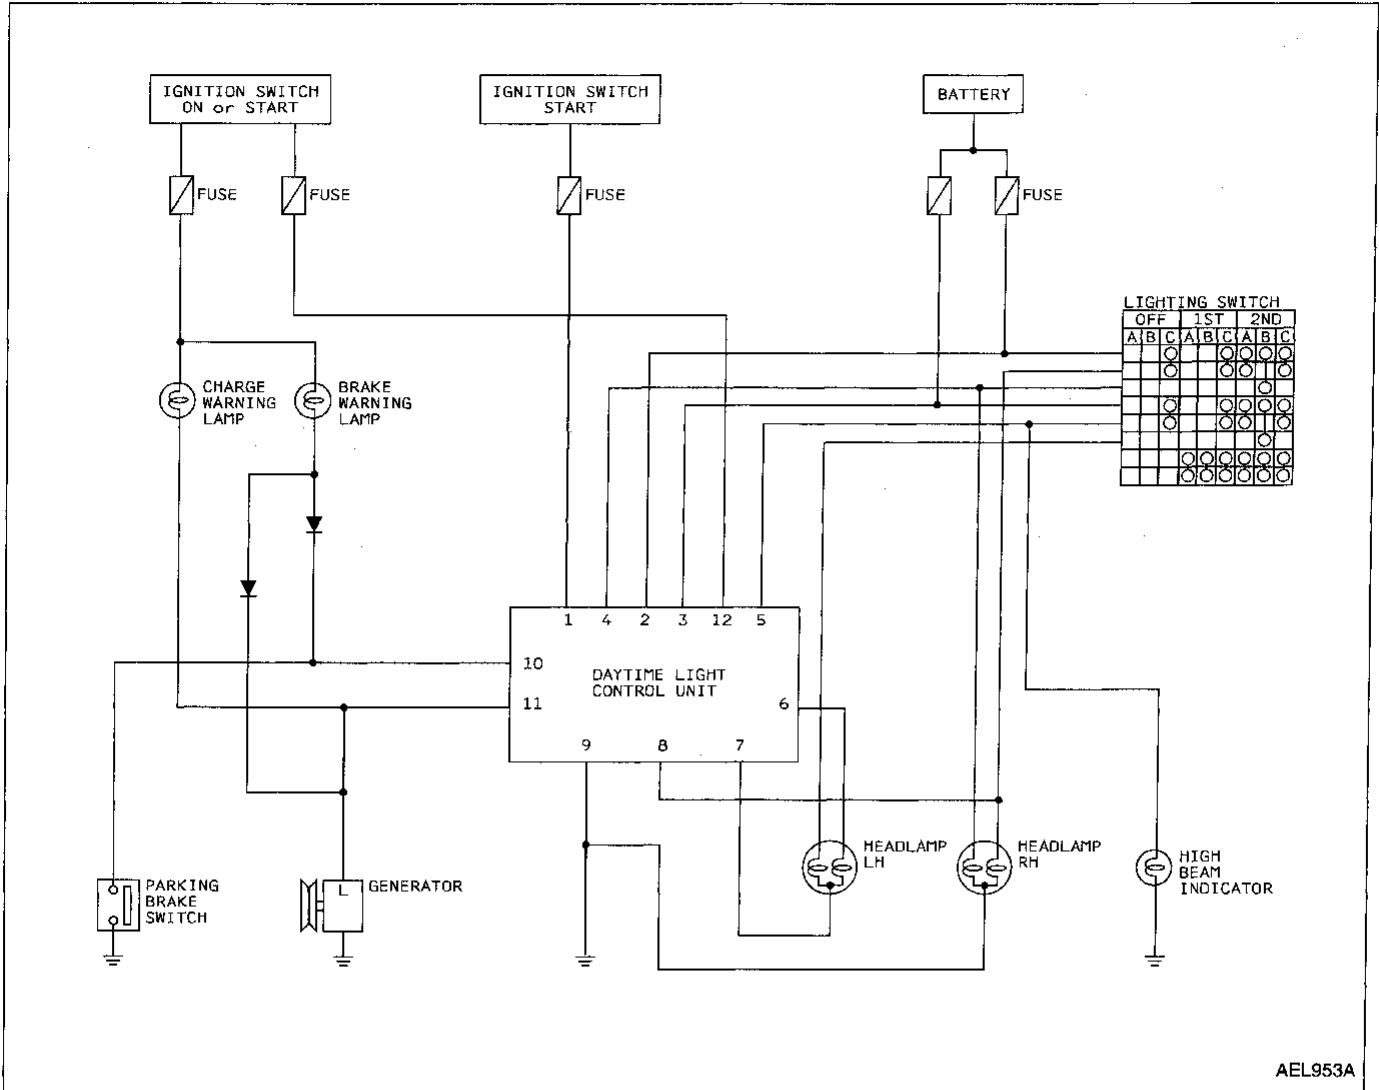 IGNITION SWITCH
ON or START
IGNITION SWITCH
START
BATTERY
FUSE
FUSE
FUSE
FUSE
LIGHTING SWITCH
OFF 1ST 2ND
A B C A B C A B C
CHARGE
WARNING
LAMP
BRAKE
WARNING
LAMP
1 4 2 3 12 5
10
DAYTIME LIGHT
CONTROL UNIT
11
6
9 8 7
HEADLAMP
LH
HEADLAMP
RH
HIGH
BEAM
INDICATOR
PARKING
BRAKE
SWITCH
L
GENERATOR
AEL953A